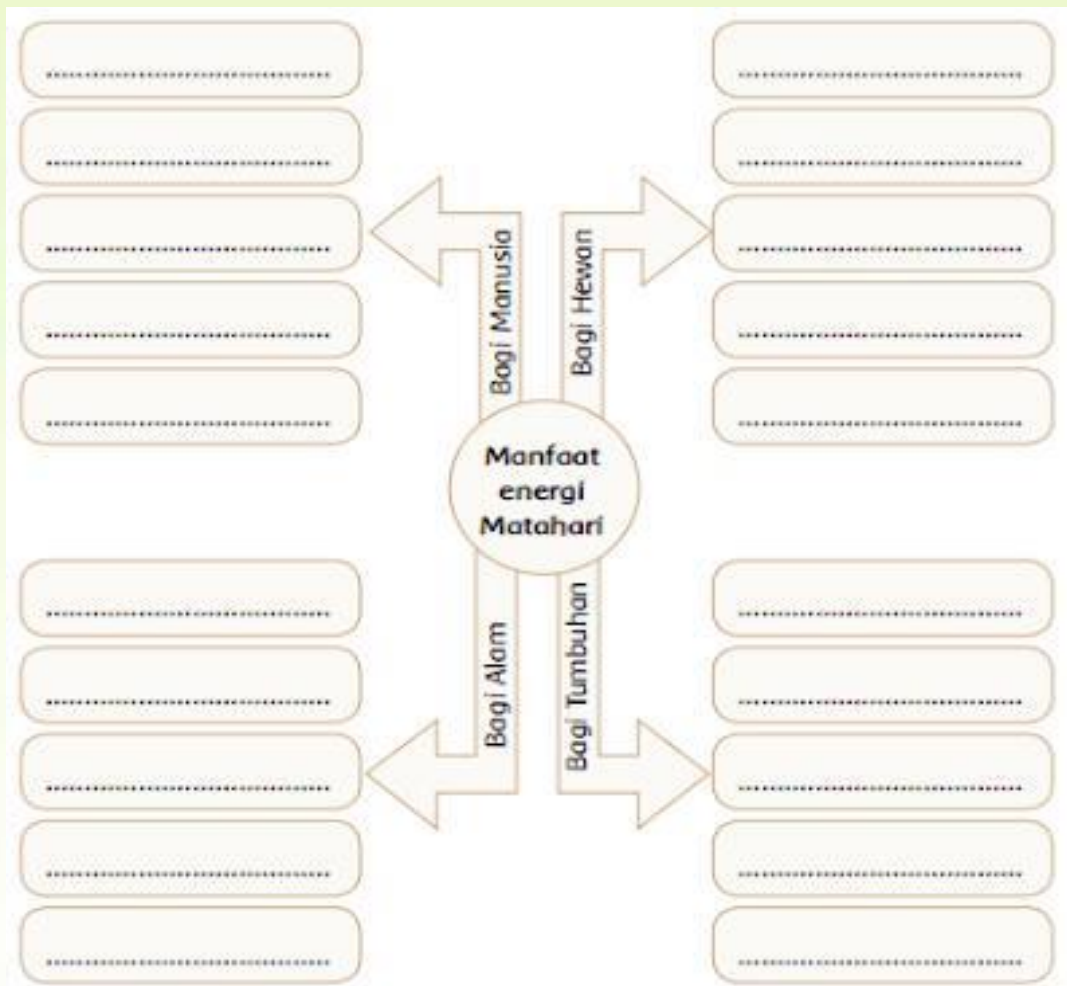 Bagi Manusia
Bagi Hewan
Manfaat
energi
Matahari
Bagi Alam
Bagi Tumbuhan